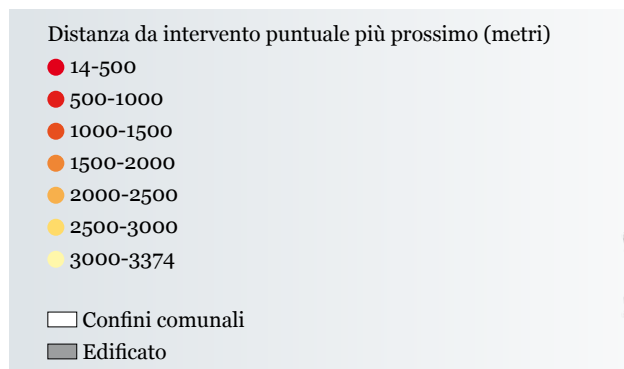 Distanza da intervento puntuale più prossimo (metri)
14-500
500-1000
1000-1500
1500-2000
2000-2500
2500-3000
3000-3374
Confini comunali
Edificato